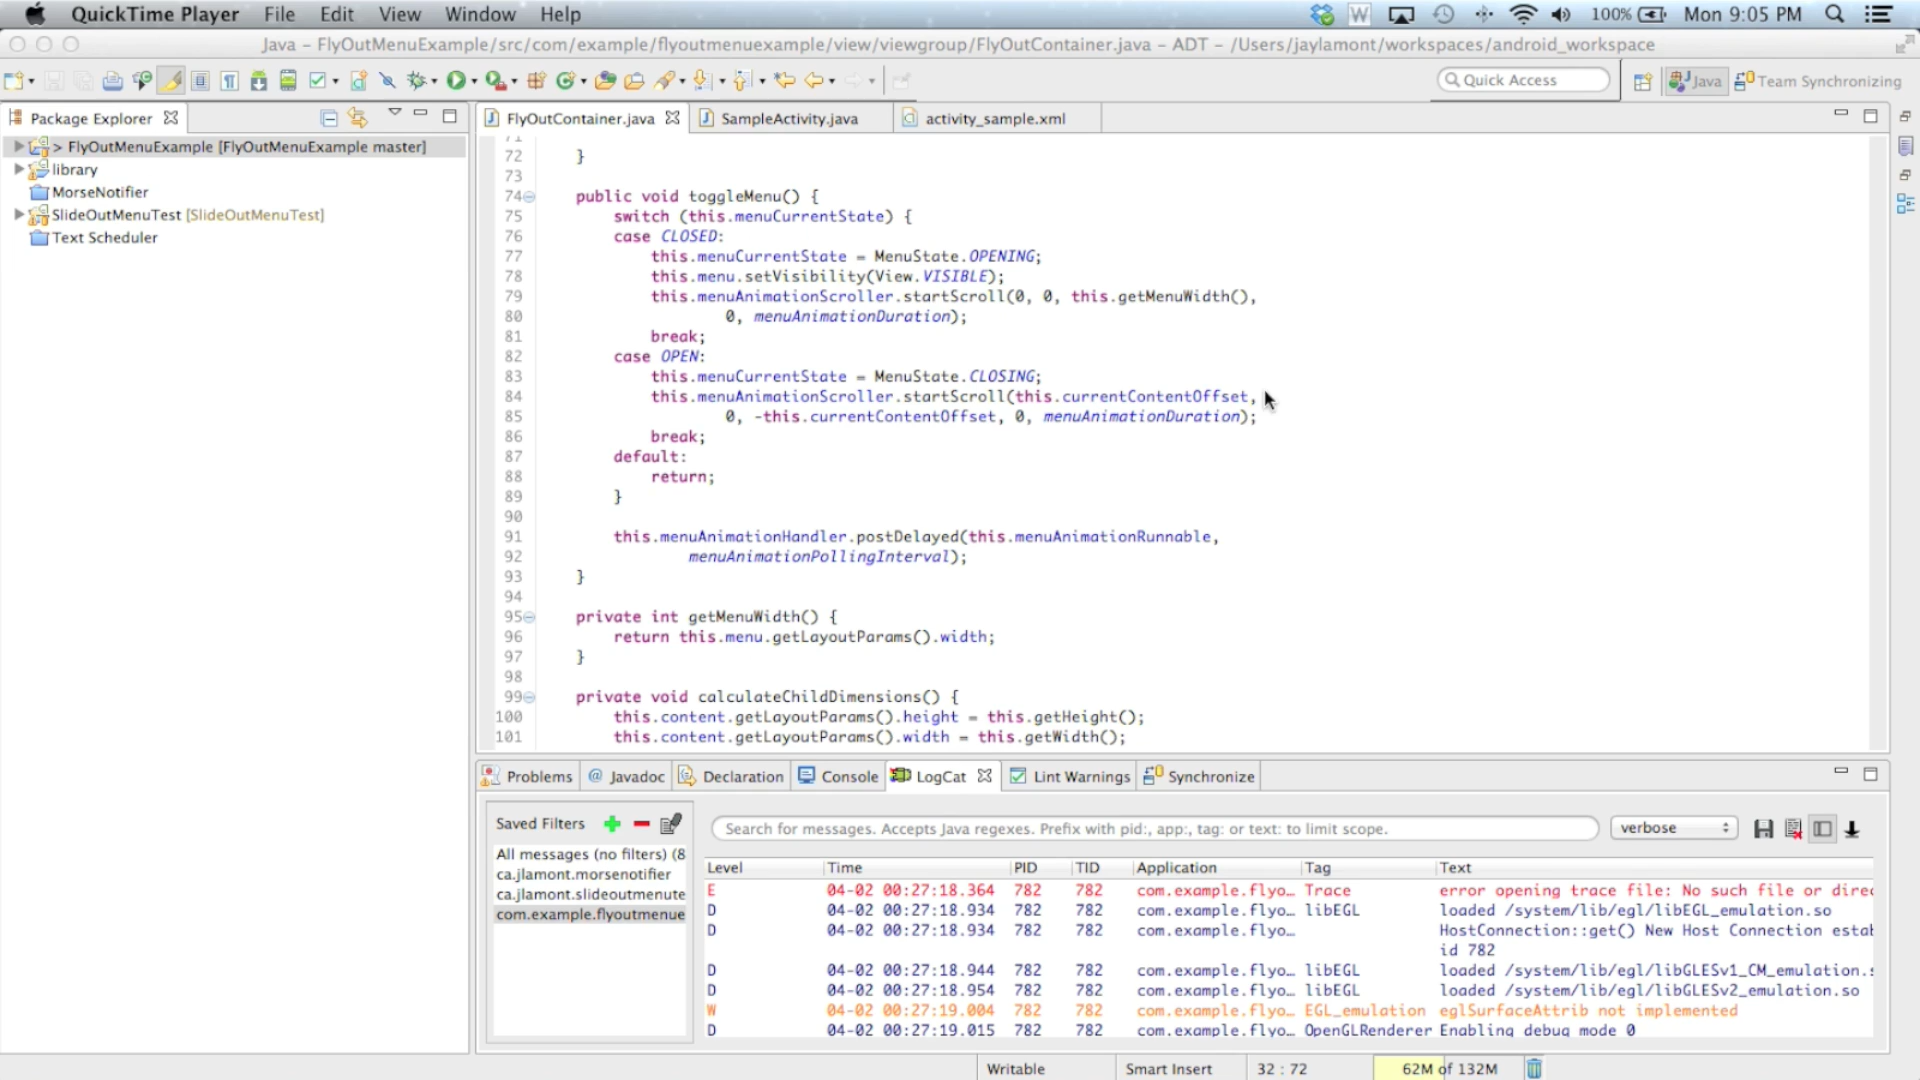 QuickTime Player File Edit View Window Help 100% Mon 9:05 PM
Java – FlyOutMenuExample/src/com/example/flyoutmenuexample/view/viewgroup/FlyOutContainer.java – ADT – /Users/jaylamont/workspaces/android_workspace
Quick Access Java Team Synchronizing
Package Explorer
> FlyOutMenuExample [FlyOutMenuExample master]
library
MorseNotifier
SlideOutMenuTest [SlideOutMenuTest]
Text Scheduler
FlyOutContainer.java SampleActivity.java activity_sample.xml
71
72 }
73
74 public void toggleMenu() {
75 switch (this.menuCurrentState) {
76 case CLOSED:
77 this.menuCurrentState = MenuState.OPENING;
78 this.menu.setVisibility(View.VISIBLE);
79 this.menuAnimationScroller.startScroll(0, 0, this.getMenuWidth(),
80 0, menuAnimationDuration);
81 break;
82 case OPEN:
83 this.menuCurrentState = MenuState.CLOSING;
84 this.menuAnimationScroller.startScroll(this.currentContentOffset,
85 0, -this.currentContentOffset, 0, menuAnimationDuration);
86 break;
87 default:
88 return;
89 }
90
91 this.menuAnimationHandler.postDelayed(this.menuAnimationRunnable,
92 menuAnimationPollingInterval);
93 }
94
95 private int getMenuWidth() {
96 return this.menu.getLayoutParams().width;
97 }
98
99 private void calculateChildDimensions() {
100 this.content.getLayoutParams().height = this.getHeight();
101 this.content.getLayoutParams().width = this.getWidth();
Problems @ Javadoc Declaration Console LogCat Lint Warnings Synchronize
Saved Filters
All messages (no filters) (8
ca.jlamont.morsenotifier
ca.jlamont.slideoutmenute
com.example.flyoutmenue
Search for messages. Accepts Java regexes. Prefix with pid:, app:, tag: or text: to limit scope. verbose
Level Time PID TID Application Tag Text
E 04-02 00:27:18.364 782 782 com.example.flyo… Trace error opening trace file: No such file or direc
D 04-02 00:27:18.934 782 782 com.example.flyo… libEGL loaded /system/lib/egl/libEGL_emulation.so
D 04-02 00:27:18.934 782 782 com.example.flyo… HostConnection::get() New Host Connection estab
id 782
D 04-02 00:27:18.944 782 782 com.example.flyo… libEGL loaded /system/lib/egl/libGLESv1_CM_emulation.s
D 04-02 00:27:18.954 782 782 com.example.flyo… libEGL loaded /system/lib/egl/libGLESv2_emulation.so
W 04-02 00:27:19.004 782 782 com.example.flyo… EGL_emulation eglSurfaceAttrib not implemented
D 04-02 00:27:19.015 782 782 com.example.flyo… OpenGLRenderer Enabling debug mode 0
Writable Smart Insert 32 : 72 62M of 132M